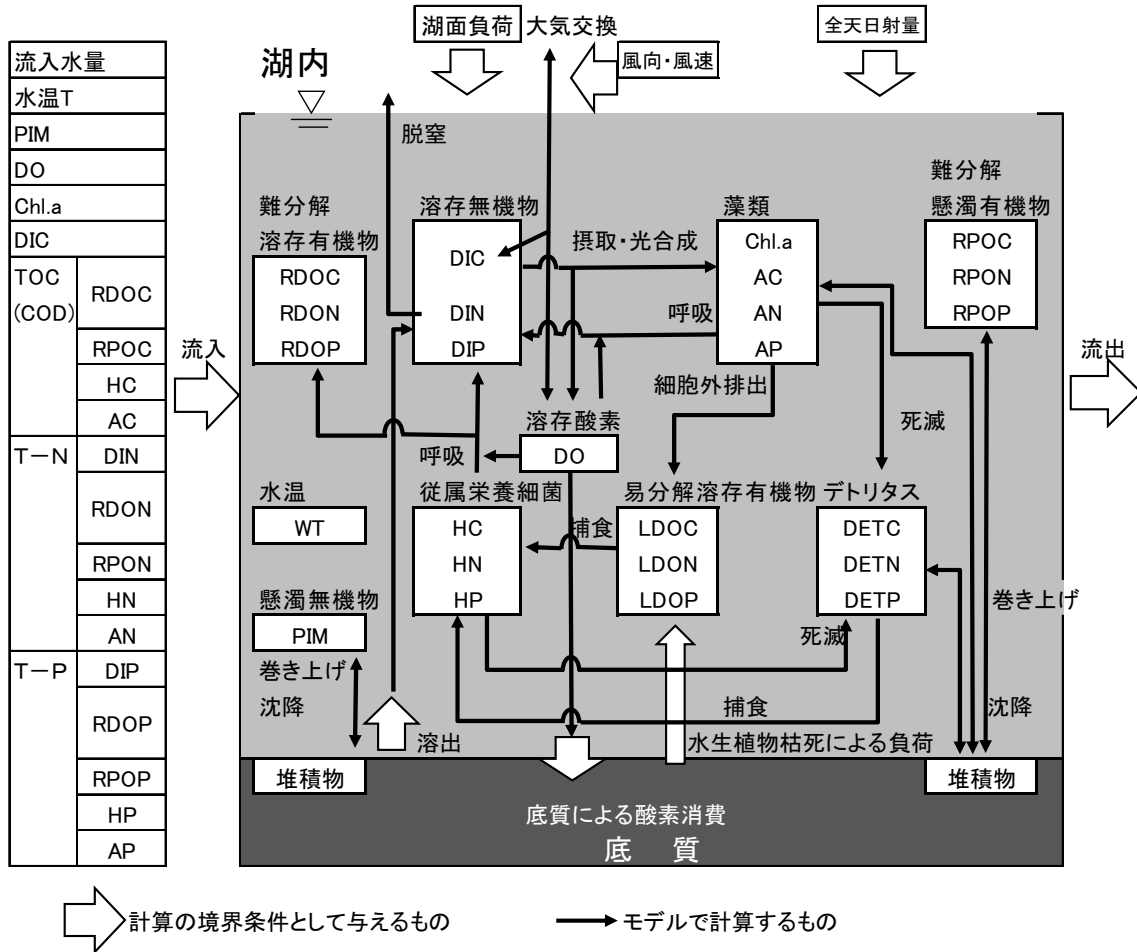 湖面負荷
大気交換
全天日射量
風向・風速
流入水量
水温T
PIM
DO
Chl.a
DIC
TOC
(COD)
RDOC
RPOC
HC
AC
T－N
DIN
RDON
RPON
HN
AN
T－P
DIP
RDOP
RPOP
HP
AP
流入
湖内
脱窒
難分解
溶存有機物
RDOC
RDON
RDOP
溶存無機物
DIC
DIN
DIP
摂取・光合成
呼吸
藻類
Chl.a
AC
AN
AP
難分解
懸濁有機物
RPOC
RPON
RPOP
流出
細胞外排出
死滅
溶存酸素
DO
呼吸
水温
WT
従属栄養細菌
HC
HN
HP
捕食
易分解溶存有機物
LDOC
LDON
LDOP
デトリタス
DETC
DETN
DETP
懸濁無機物
PIM
巻き上げ
沈降
溶出
死滅
捕食
水生植物枯死による負荷
巻き上げ
沈降
堆積物
堆積物
底質による酸素消費
底 質
計算の境界条件として与えるもの
モデルで計算するもの